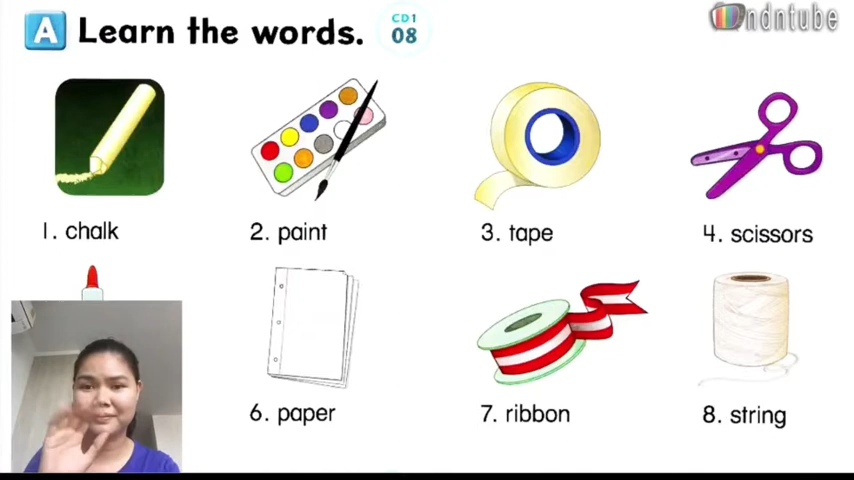 A Learn the words.
CD1
08
ndntube
1. chalk
2. paint
3. tape
4. scissors
6. paper
7. ribbon
8. string